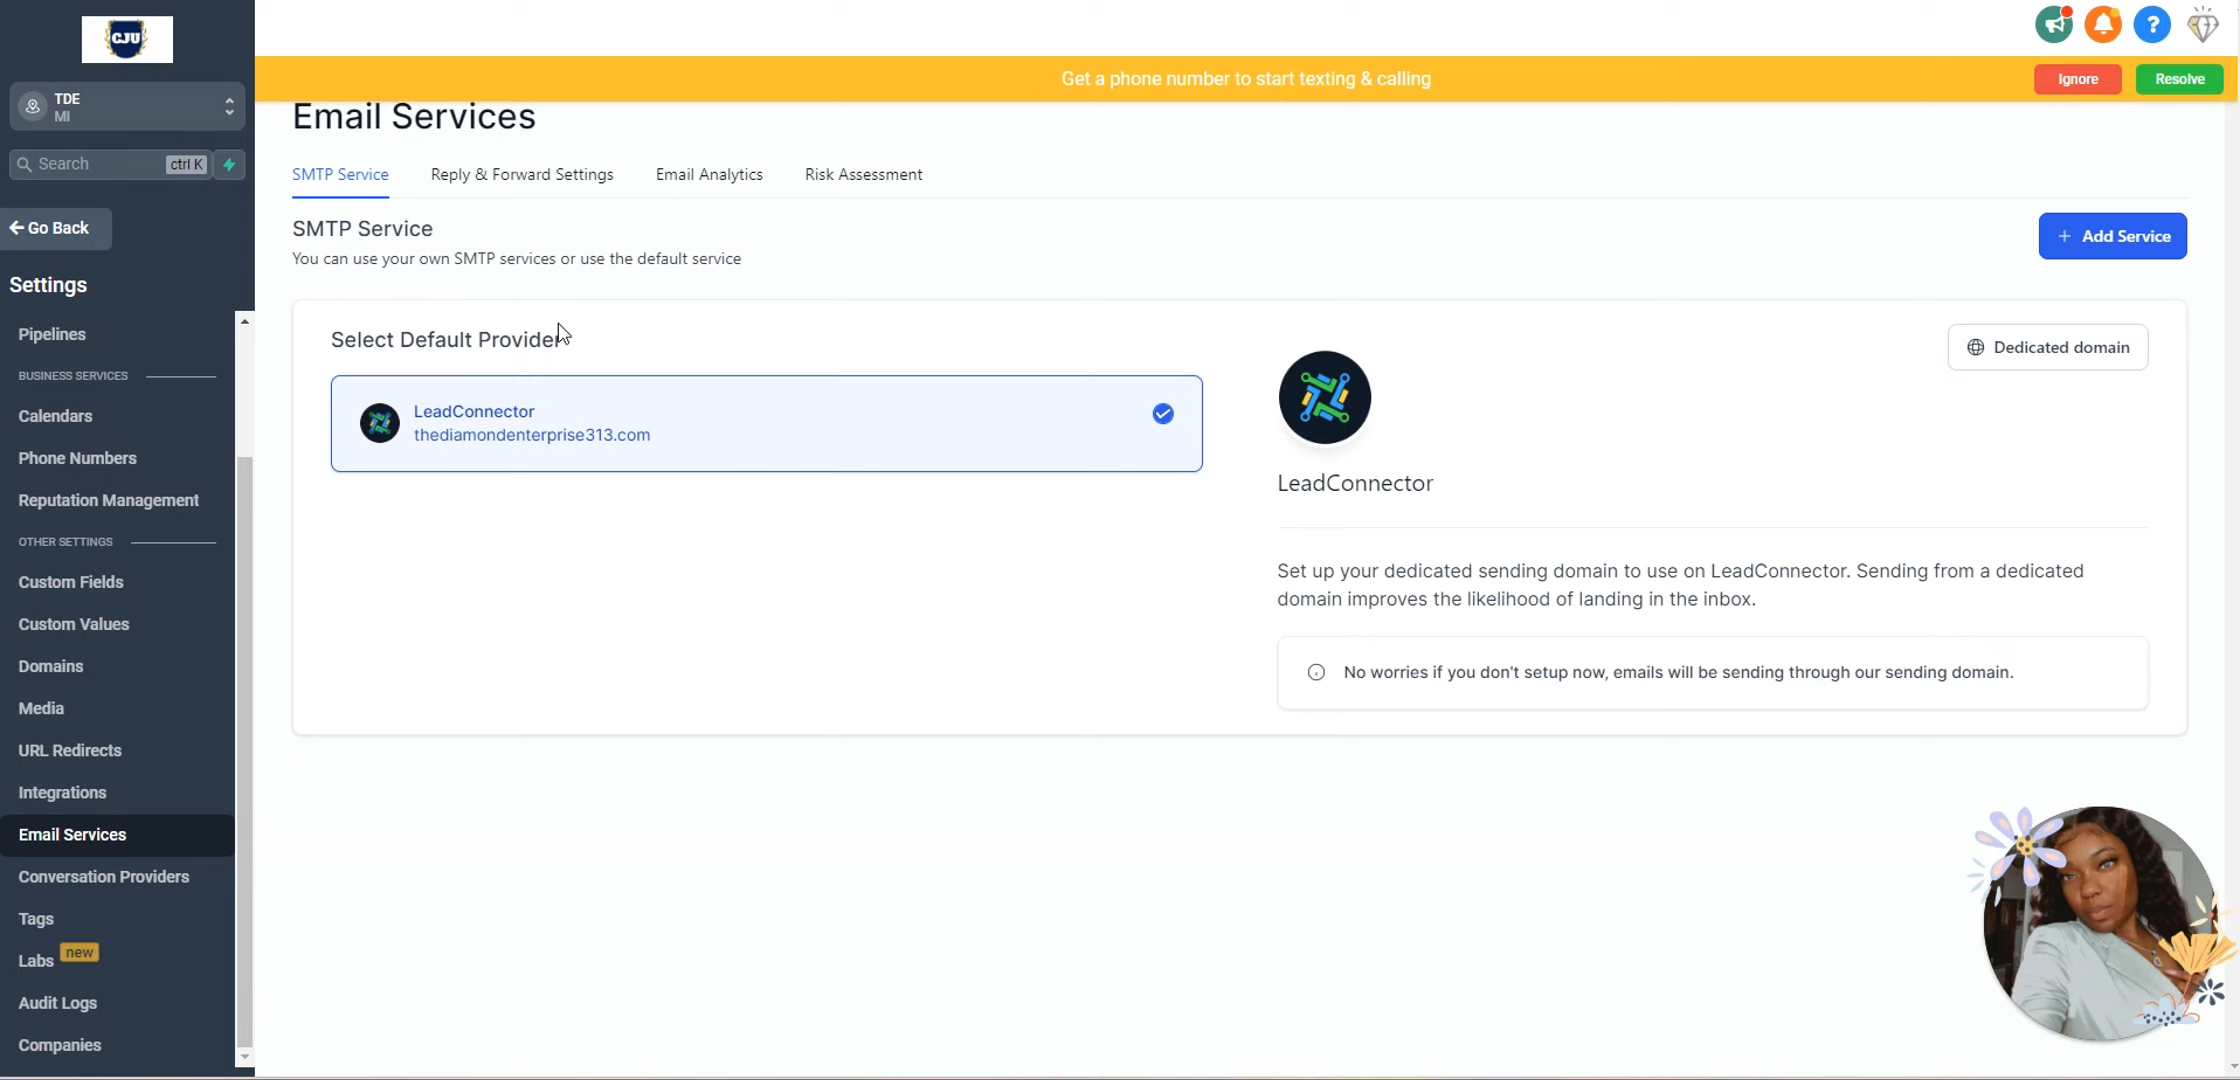 CJU
TDE
MI
Search
ctrl K
Go Back
Settings
Pipelines
BUSINESS SERVICES
Calendars
Phone Numbers
Reputation Management
OTHER SETTINGS
Custom Fields
Custom Values
Domains
Media
URL Redirects
Integrations
Email Services
Conversation Providers
Tags
Labs new
Audit Logs
Companies
Get a phone number to start texting & calling
Ignore
Resolve
Email Services
SMTP Service
Reply & Forward Settings
Email Analytics
Risk Assessment
SMTP Service
You can use your own SMTP services or use the default service
+ Add Service
Select Default Provider
LeadConnector
thediamondenterprise313.com
Dedicated domain
LeadConnector
Set up your dedicated sending domain to use on LeadConnector. Sending from a dedicated
domain improves the likelihood of landing in the inbox.
No worries if you don't setup now, emails will be sending through our sending domain.